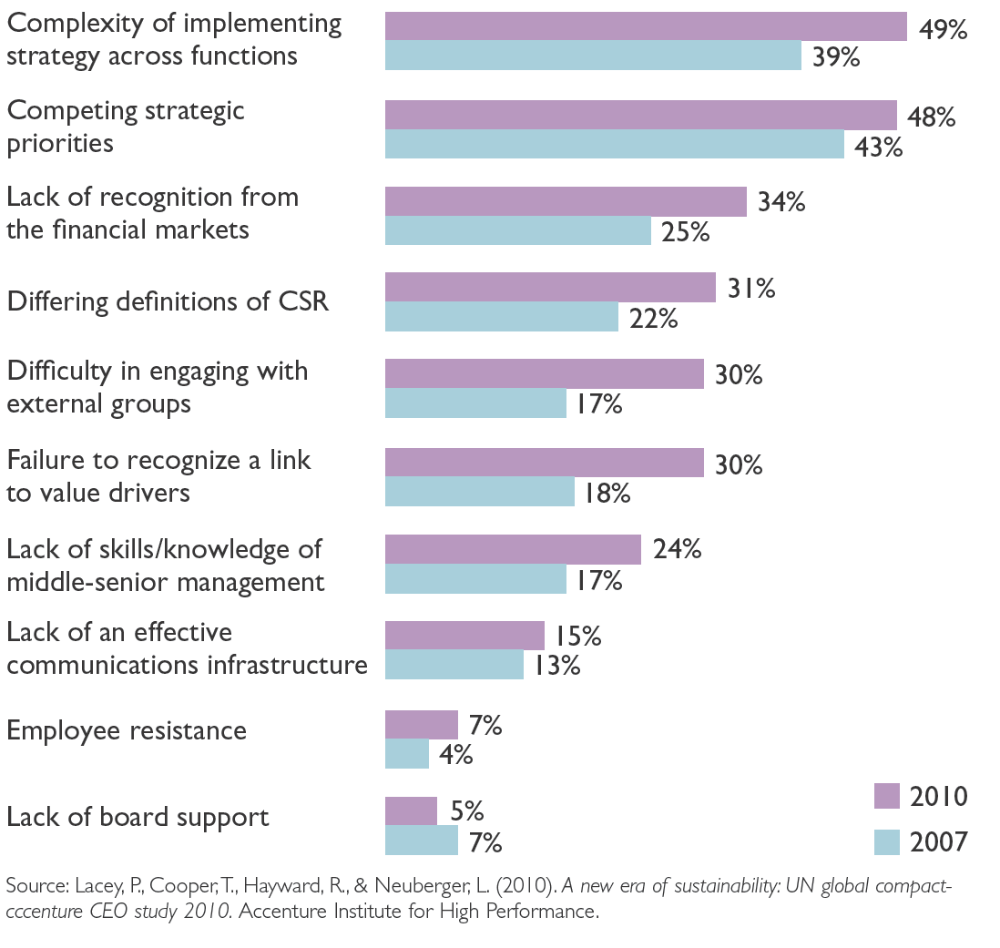 Complexity of implementing
strategy across functions
49%
39%
Competing strategic
priorities
48%
43%
Lack of recognition from
the financial markets
34%
25%
Differing definitions of CSR
31%
22%
Difficulty in engaging with
external groups
30%
17%
Failure to recognize a link
to value drivers
30%
18%
Lack of skills/knowledge of
middle-senior management
24%
17%
Lack of an effective
communications infrastructure
15%
13%
Employee resistance
7%
4%
Lack of board support
5%
7%
2010
2007
Source: Lacey, P., Cooper, T., Hayward, R., & Neuberger, L. (2010). A new era of sustainability: UN global compact-
cccenture CEO study 2010. Accenture Institute for High Performance.